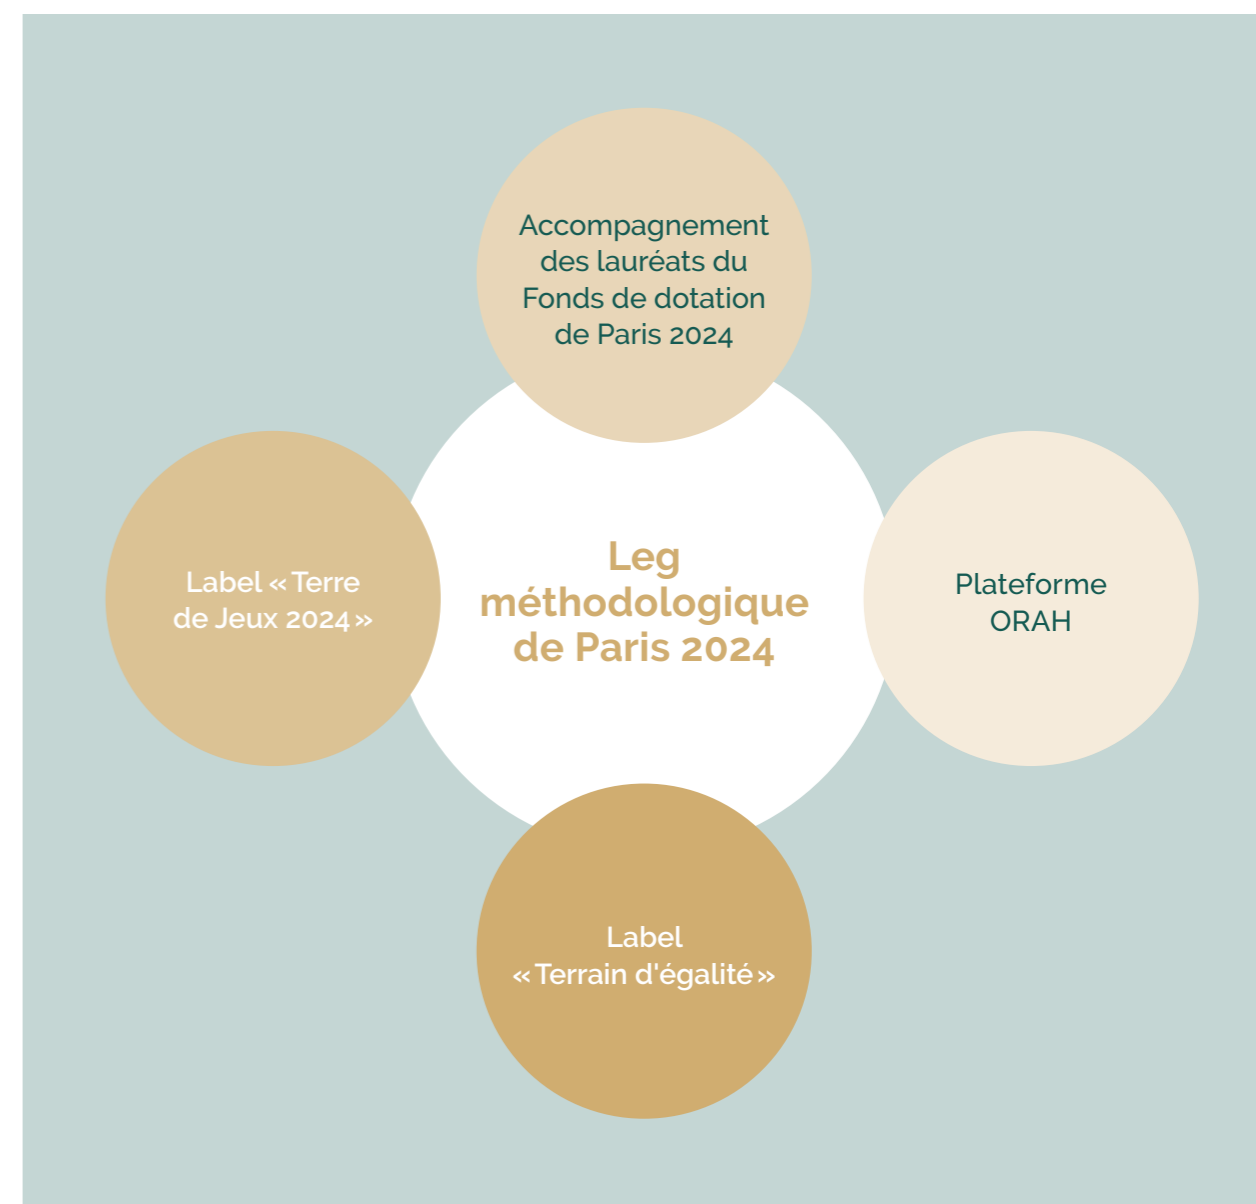 Accompagnement
des lauréats du
Fonds de dotation
de Paris 2024
Label « Terre
de Jeux 2024 »
Leg
méthodologique
de Paris 2024
Plateforme
ORAH
Label
« Terrain d'égalité »